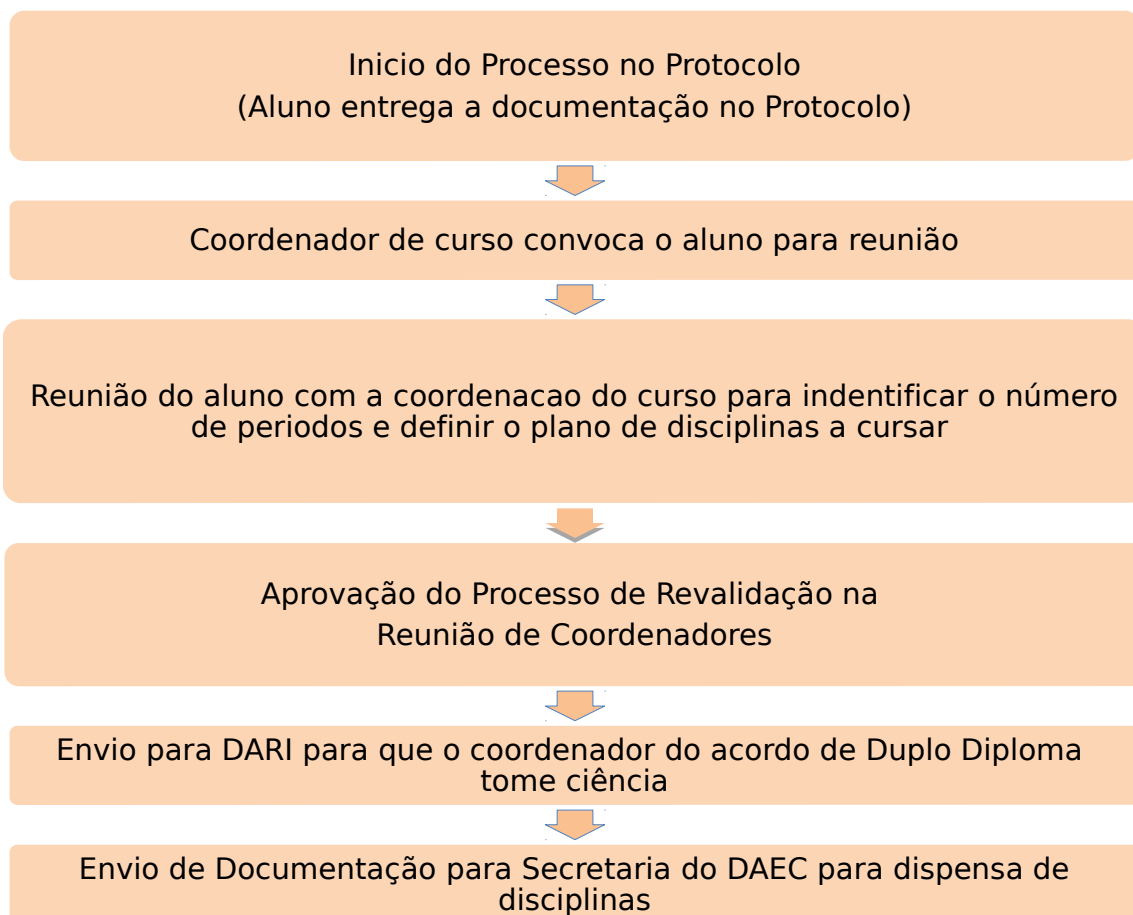 Inicio do Processo no Protocolo
(Aluno entrega a documentação no Protocolo)
Coordenador de curso convoca o aluno para reunião
Reunião do aluno com a coordenacao do curso para indentificar o número
de periodos e definir o plano de disciplinas a cursar
Aprovação do Processo de Revalidação na
Reunião de Coordenadores
Envio para DARI para que o coordenador do acordo de Duplo Diploma
tome ciência
Envio de Documentação para Secretaria do DAEC para dispensa de
disciplinas